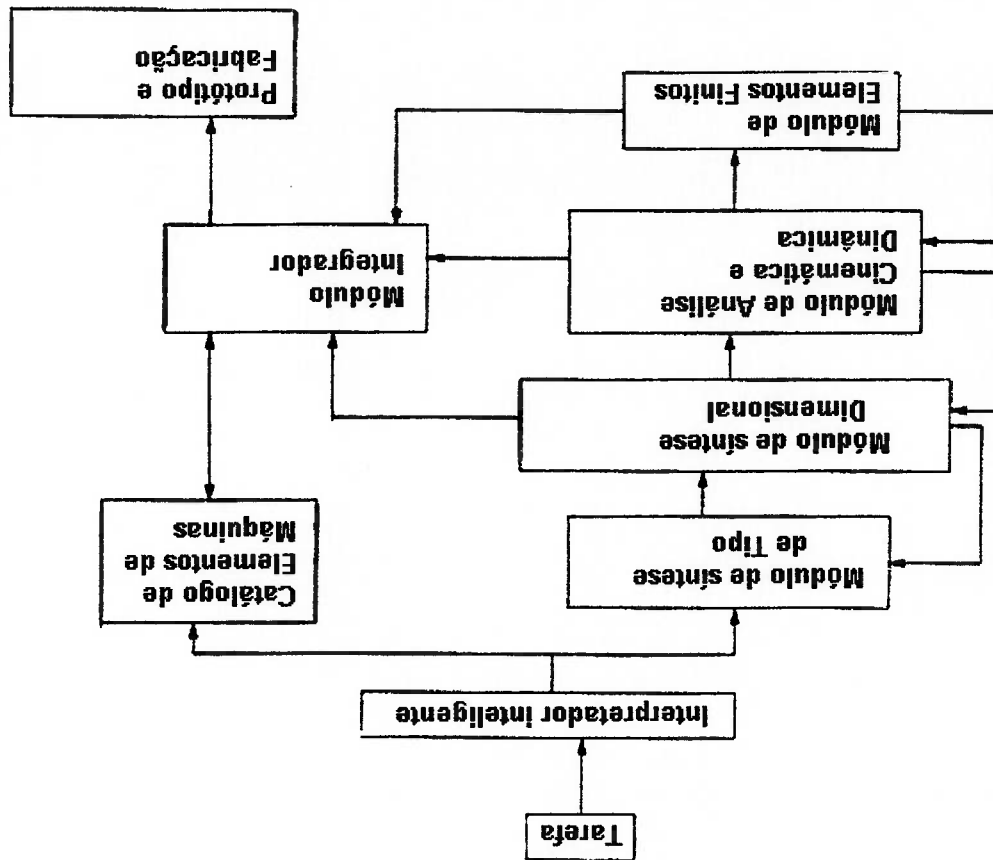 Tarefa
Interpretador inteligente
Módulo de síntese
de Tipo
Catálogo de
Elementos de
Máquinas
Módulo de síntese
Dimensional
Módulo de Análise
Cinemática e
Dinâmica
Módulo
Integrador
Módulo de
Elementos Finitos
Protótipo e
Fabricação